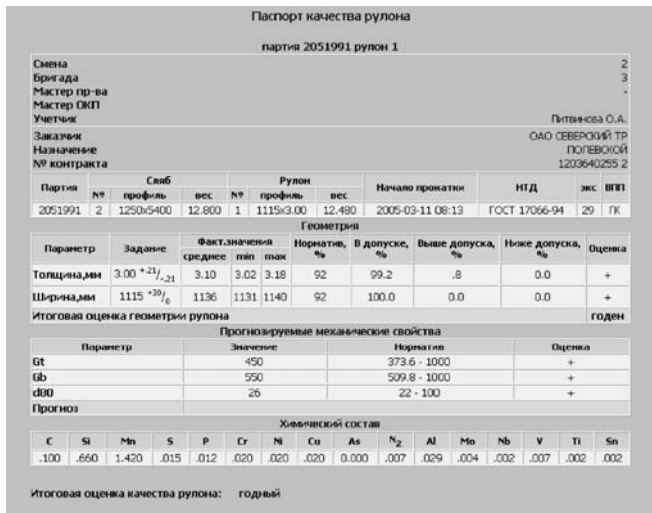 Паспорт качества рулона
партия 2051991 рулон 1
Смена 2
Бригада 3
Мастер пр-ва -
Мастер ОКП
Учетчик Питвинова О.А.
Заказчик ОАО СЕВЕРСКИЙ ТР
Назначение ПОЛЕВСКОЙ
№ контракта 1203640255 2
Партия Сляб Рулон Начало прокатки НТД экс ВПП
№ профиль вес № профиль вес
2051991 2 1250x5400 12.800 1 1115x3.00 12.480 2005-03-11 08:13 ГОСТ 17066-94 29 ПК
Геометрия
Параметр Задание Факт.значения Норматив, % В допуске, % Выше допуска, % Ниже допуска, % Оценка
среднее min max
Толщина,мм 3.00 +.21/-.21 3.10 3.02 3.18 92 99.2 .8 0.0 +
Ширина,мм 1115 +30/0 1136 1131 1140 92 100.0 0.0 0.0 +
Итоговая оценка геометрии рулона годен
Прогнозируемые механические свойства
Параметр Значение Норматив Оценка
Gt 450 373.6 - 1000 +
Gb 550 509.8 - 1000 +
d80 26 22 - 100 +
Прогноз
Химический состав
C Si Mn S P Cr Ni Cu As N2 Al Mo Nb V Ti Sn
.100 .660 1.420 .015 .012 .020 .020 .020 0.000 .007 .029 .004 .002 .007 .002 .002
Итоговая оценка качества рулона: годный